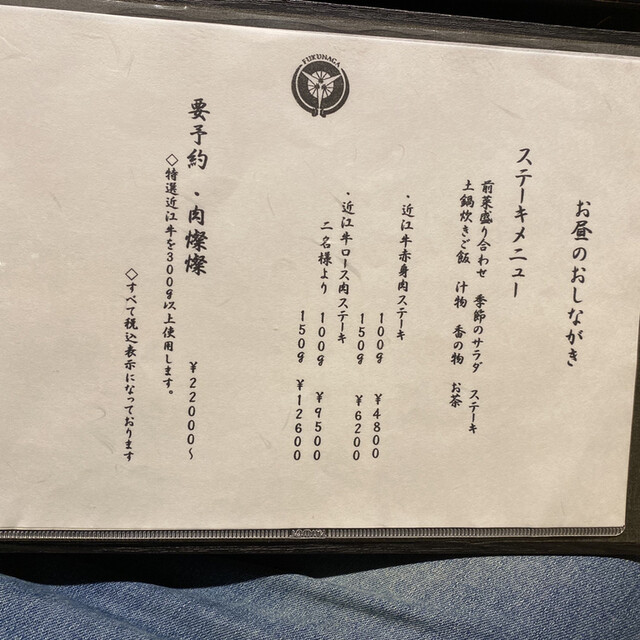 FUKUNAGA
お昼のおしながき
ステーキメニュー
前菜盛り合わせ 季節のサラダ ステーキ
土鍋炊きご飯 汁物 香の物 お茶
・近江牛赤身肉ステーキ
100g ￥4800
150g ￥6200
・近江牛ロース肉ステーキ
二名様より 100g ￥9500
150g ￥12600
要予約・肉燦燦 ￥22000～
◇特選近江牛を300g以上使用します。
◇すべて税込表示になっております